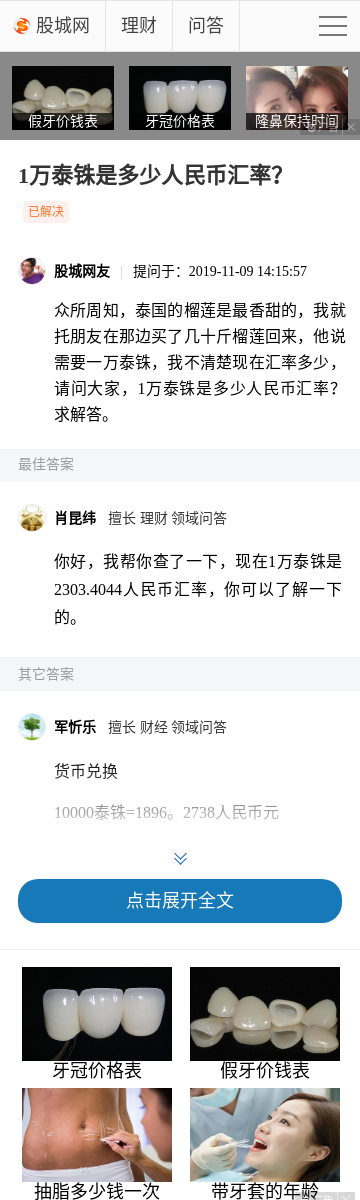 股城网 理财 问答
假牙价钱表 牙冠价格表 隆鼻保持时间
1万泰铢是多少人民币汇率？
已解决
股城网友 提问于：2019-11-09 14:15:57
众所周知，泰国的榴莲是最香甜的，我就
托朋友在那边买了几十斤榴莲回来，他说
需要一万泰铢，我不清楚现在汇率多少，
请问大家，1万泰铢是多少人民币汇率？
求解答。
最佳答案
肖昆纬 擅长 理财 领域问答
你好，我帮你查了一下，现在1万泰铢是
2303.4044人民币汇率，你可以了解一下
的。
其它答案
军忻乐 擅长 财经 领域问答
货币兑换
10000泰铢=1896。2738人民币元
点击展开全文
牙冠价格表 假牙价钱表
抽脂多少钱一次 带牙套的年龄